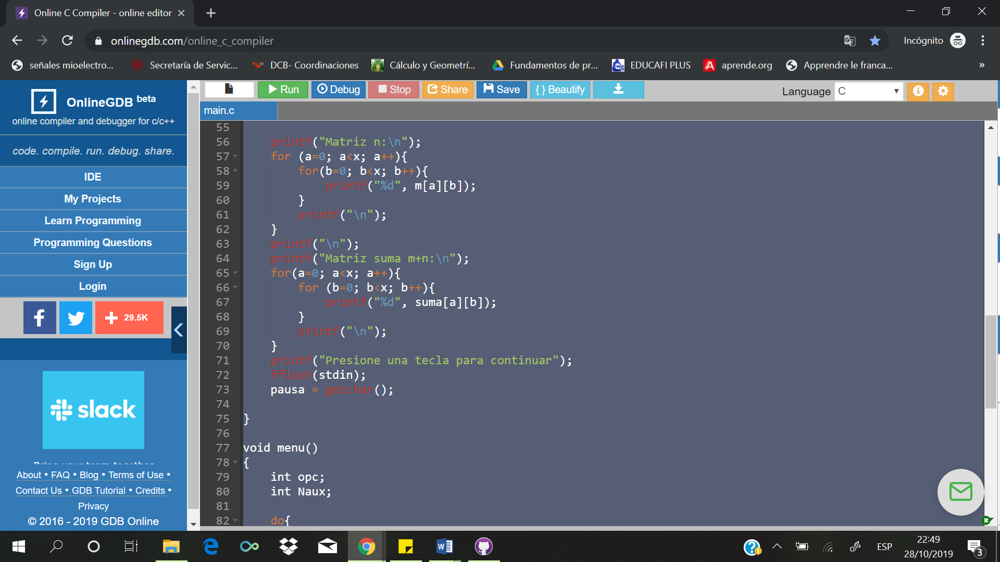 Online C Compiler - online editor
onlinegdb.com/online_c_compiler
Incógnito
señales mioelectro...
Secretaría de Servic...
DCB- Coordinaciones
Cálculo y Geometrí...
Fundamentos de pr...
EDUCAFI PLUS
aprende.org
Apprendre le franca...
»
OnlineGDB beta
online compiler and debugger for c/c++
code. compile. run. debug. share.
IDE
My Projects
Learn Programming
Programming Questions
Sign Up
Login
29.5K
slack
About • FAQ • Blog • Terms of Use •
Contact Us • GDB Tutorial • Credits •
Privacy
© 2016 - 2019 GDB Online
Run
Debug
Stop
Share
Save
{ } Beautify
Language C
main.c
55
56 printf("Matriz n:\n");
57 for (a=0; a<x; a++){
58 for(b=0; b<x; b++){
59 printf("%d", m[a][b]);
60 }
61 printf("\n");
62 }
63 printf("\n");
64 printf("Matriz suma m+n:\n");
65 for(a=0; a<x; a++){
66 for (b=0; b<x; b++){
67 printf("%d", suma[a][b]);
68 }
69 printf("\n");
70 }
71 printf("Presione una tecla para continuar");
72 fflush(stdin);
73 pausa = getchar();
74
75 }
76
77 void menu()
78 {
79 int opc;
80 int Naux;
81
82 do{
ESP
22:49
28/10/2019
3